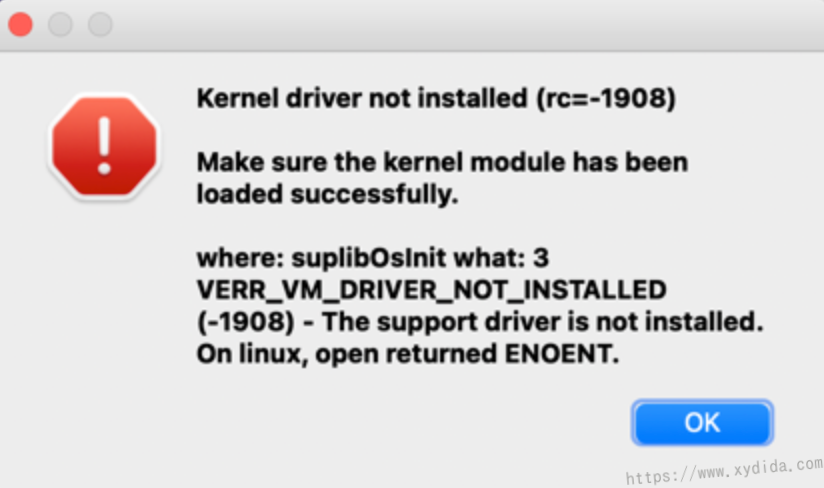 Kernel driver not installed (rc=-1908)
Make sure the kernel module has been
loaded successfully.
where: suplibOsInit what: 3
VERR_VM_DRIVER_NOT_INSTALLED
(-1908) - The support driver is not installed.
On linux, open returned ENOENT.
OK
https://www.xydida.com